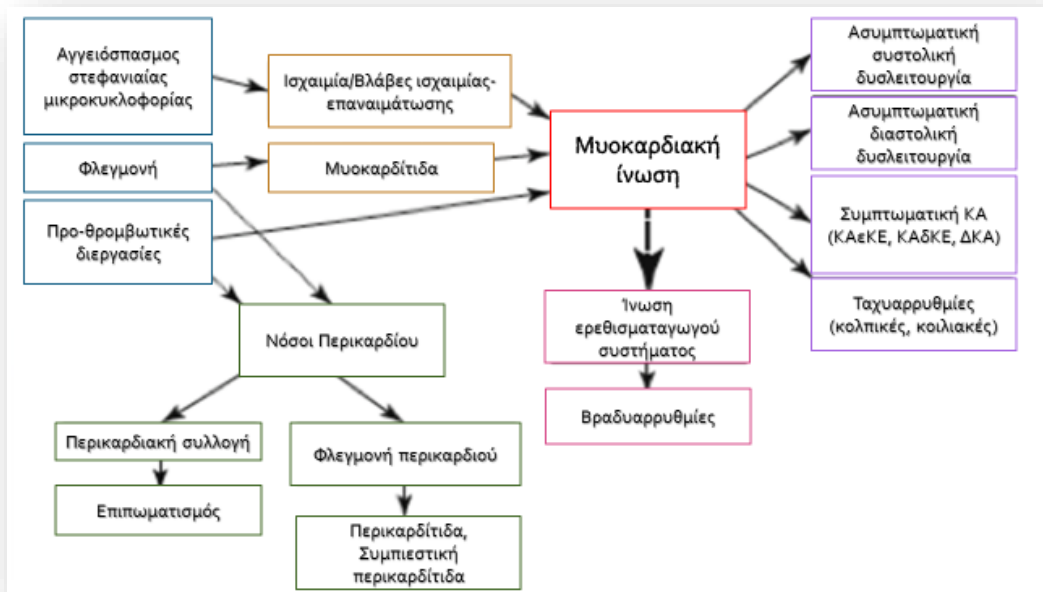 Αγγειόσπασμος
στεφανιαίας
μικροκυκλοφορίας
Ισχαιμία/Βλάβες ισχαιμίας-
επαναιμάτωσης
Φλεγμονή
Μυοκαρδίτιδα
Προ-θρομβωτικές
διεργασίες
Μυοκαρδιακή
ίνωση
Ασυμπτωματική
συστολική
δυσλειτουργία
Ασυμπτωματική
διαστολική
δυσλειτουργία
Συμπτωματική ΚΑ
(ΚΑεΚΕ, ΚΑδΚΕ, ΔΚΑ)
Ταχυαρρυθμίες
(κολπικές, κοιλιακές)
Ίνωση
ερεθισματαγωγού
συστήματος
Βραδυαρρυθμίες
Νόσοι Περικαρδίου
Περικαρδιακή συλλογή
Επιπωματισμός
Φλεγμονή περικαρδιού
Περικαρδίτιδα,
Συμπιεστική
περικαρδίτιδα